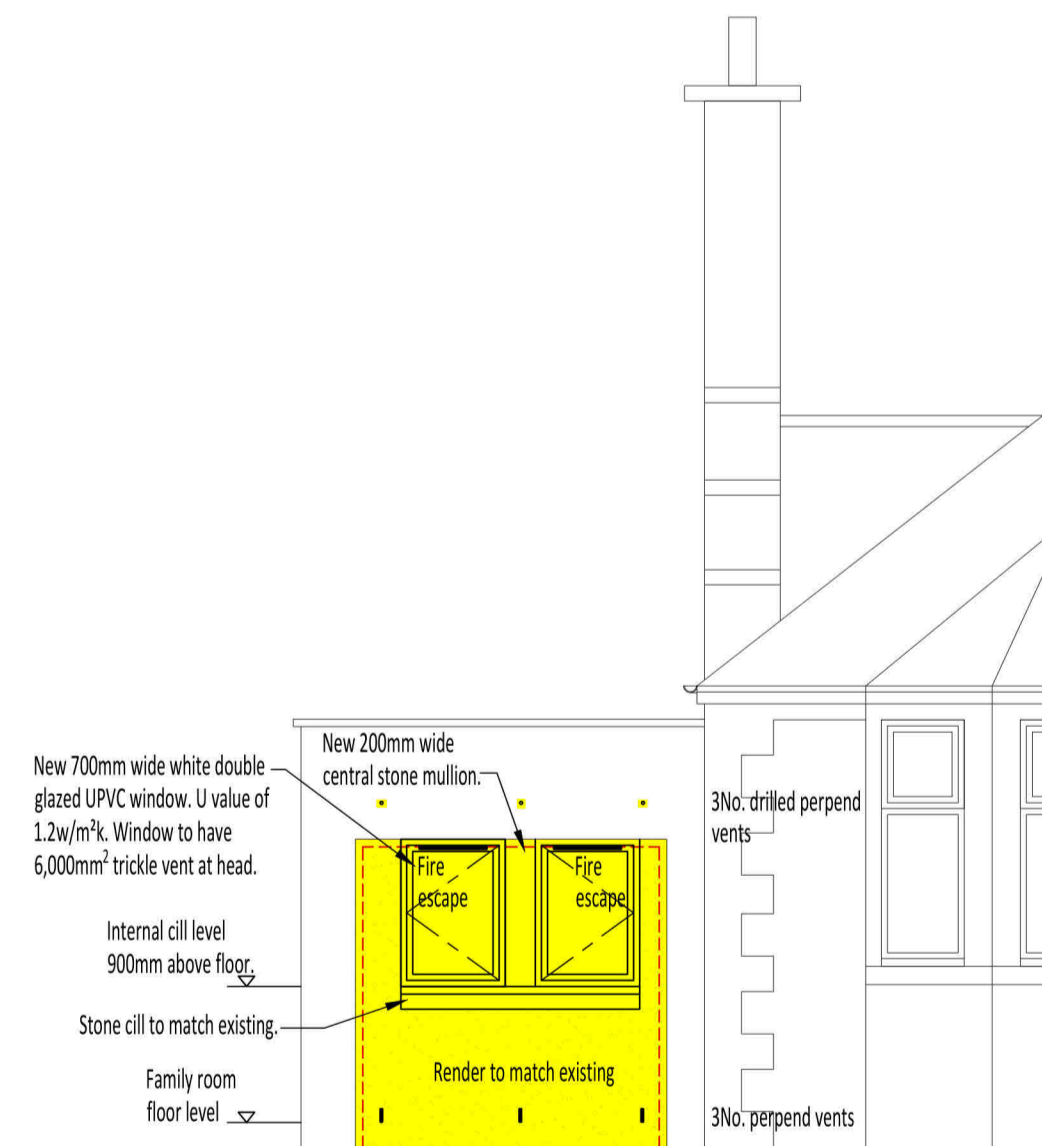 New 700mm wide white double
glazed UPVC window. U value of
1.2w/m²k. Window to have
6,000mm² trickle vent at head.
New 200mm wide
central stone mullion.
3No. drilled perpend
vents
Fire
escape
Fire
escape
Internal cill level
900mm above floor.
Stone cill to match existing.
Render to match existing
Family room
floor level
3No. perpend vents